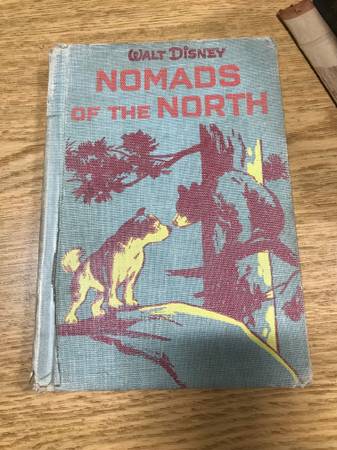 WALT DISNEY
NOMADS
OF THE NORTH